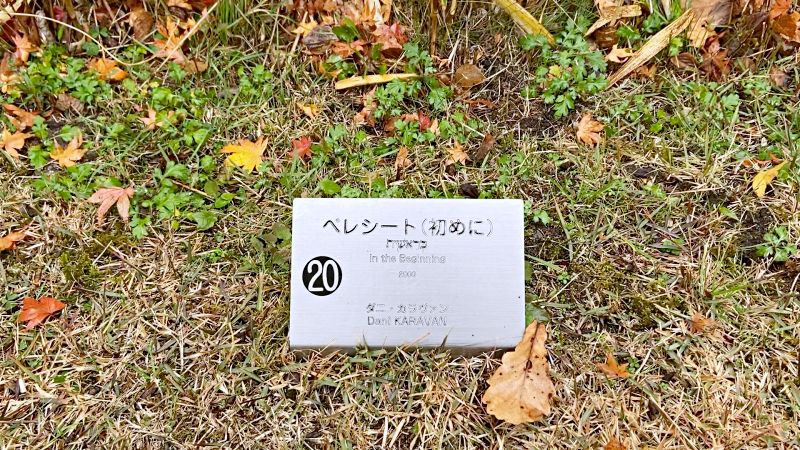 ベレシート(初めに)
בראשית
In the Beginning
2000
20
ダニ・カラヴァン
Dani KARAVAN